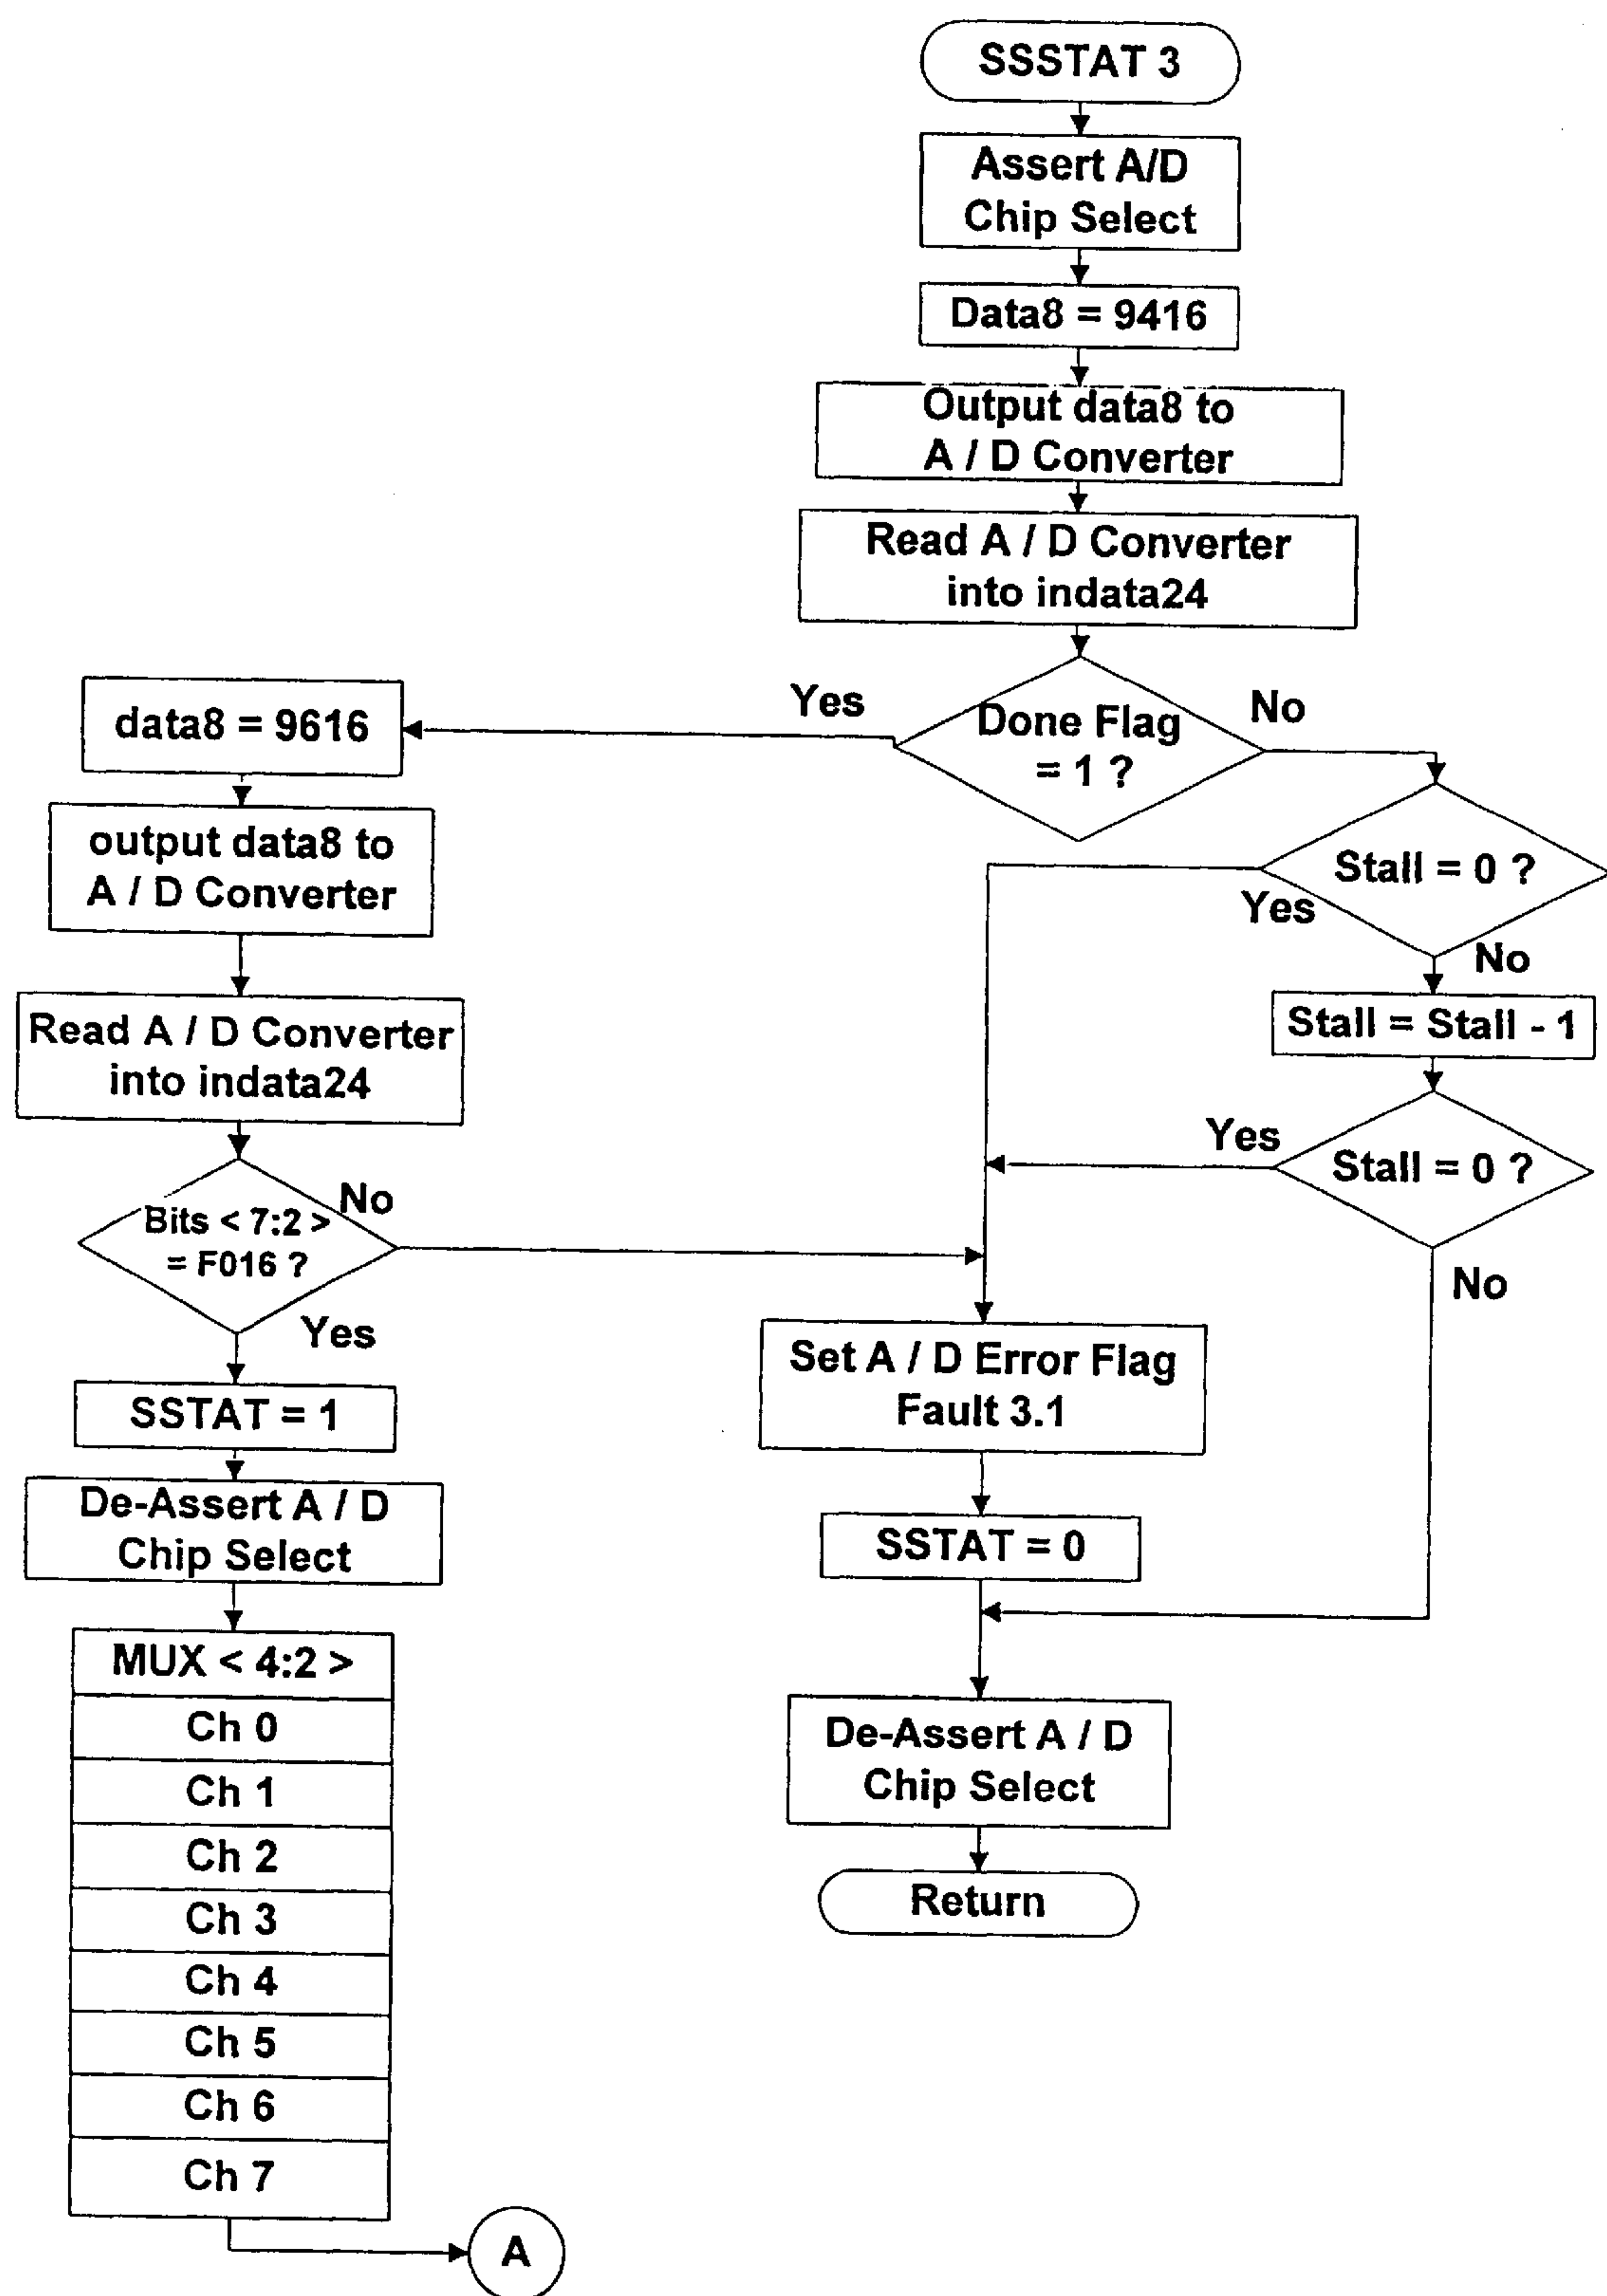 SSSTAT 3
Assert A/D
Chip Select
Data8 = 9416
Output data8 to
A / D Converter
Read A / D Converter
into indata24
Done Flag
= 1 ?
Yes
No
data8 = 9616
output data8 to
A / D Converter
Read A / D Converter
into indata24
Bits < 7:2 >
= F016 ?
No
Yes
SSTAT = 1
De-Assert A / D
Chip Select
MUX < 4:2 >
Ch 0
Ch 1
Ch 2
Ch 3
Ch 4
Ch 5
Ch 6
Ch 7
A
Stall = 0 ?
Yes
No
Stall = Stall - 1
Stall = 0 ?
Yes
No
Set A / D Error Flag
Fault 3.1
SSTAT = 0
De-Assert A / D
Chip Select
Return